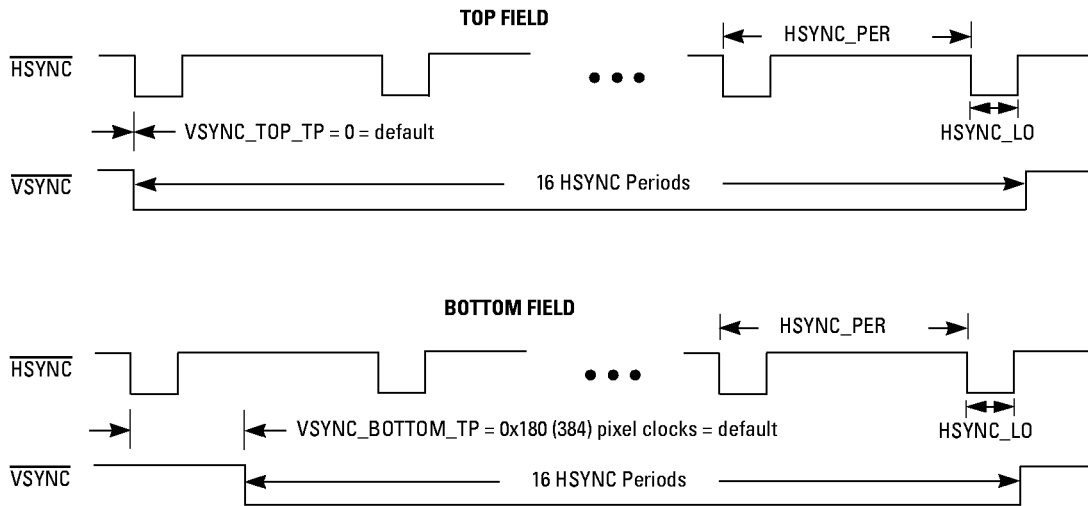 TOP FIELD
HSYNC_PER
HSYNC
VSYNC_TOP_TP = 0 = default
HSYNC_LO
VSYNC
16 HSYNC Periods
BOTTOM FIELD
HSYNC_PER
HSYNC
VSYNC_BOTTOM_TP = 0x180 (384) pixel clocks = default
HSYNC_LO
VSYNC
16 HSYNC Periods